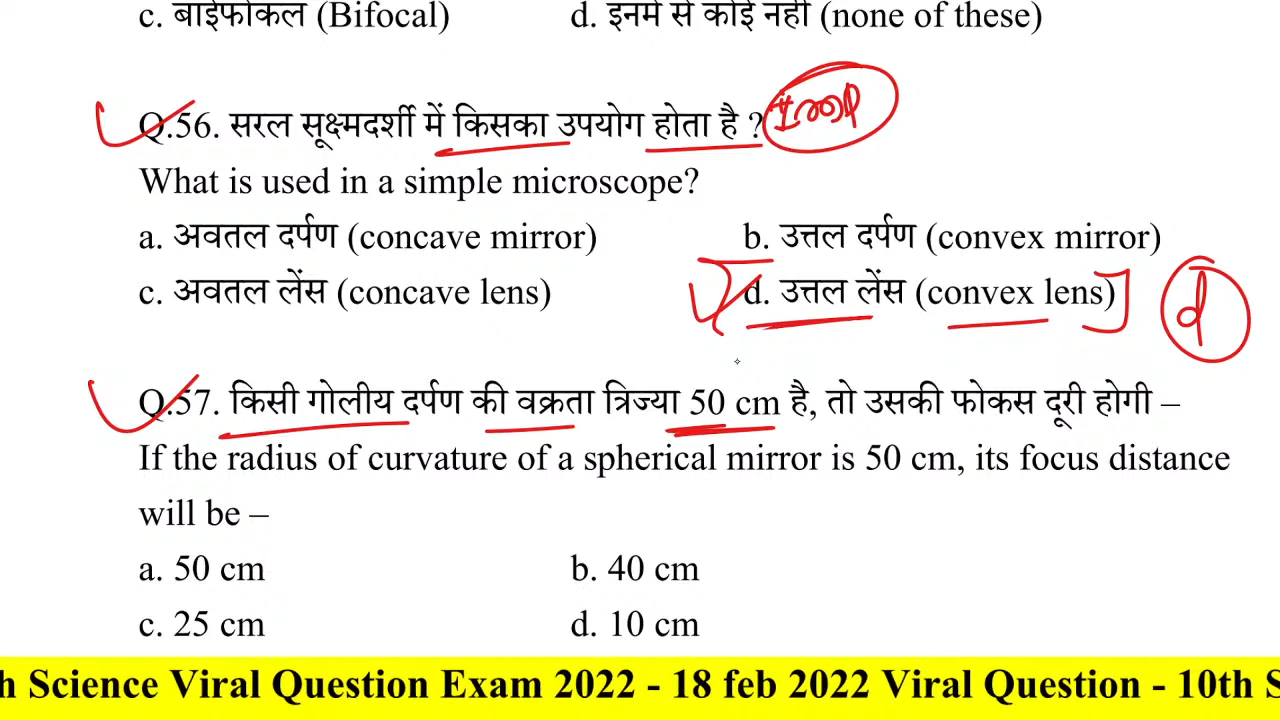 c. बाईफोकल (Bifocal) d. इनमे से कोई नही (none of these)
Q.56. सरल सूक्ष्मदर्शी में किसका उपयोग होता है ?
What is used in a simple microscope?
a. अवतल दर्पण (concave mirror) b. उत्तल दर्पण (convex mirror)
c. अवतल लेंस (concave lens) d. उत्तल लेंस (convex lens) d
Q.57. किसी गोलीय दर्पण की वक्रता त्रिज्या 50 cm है, तो उसकी फोकस दूरी होगी –
If the radius of curvature of a spherical mirror is 50 cm, its focus distance
will be –
a. 50 cm b. 40 cm
c. 25 cm d. 10 cm
h Science Viral Question Exam 2022 - 18 feb 2022 Viral Question - 10th S